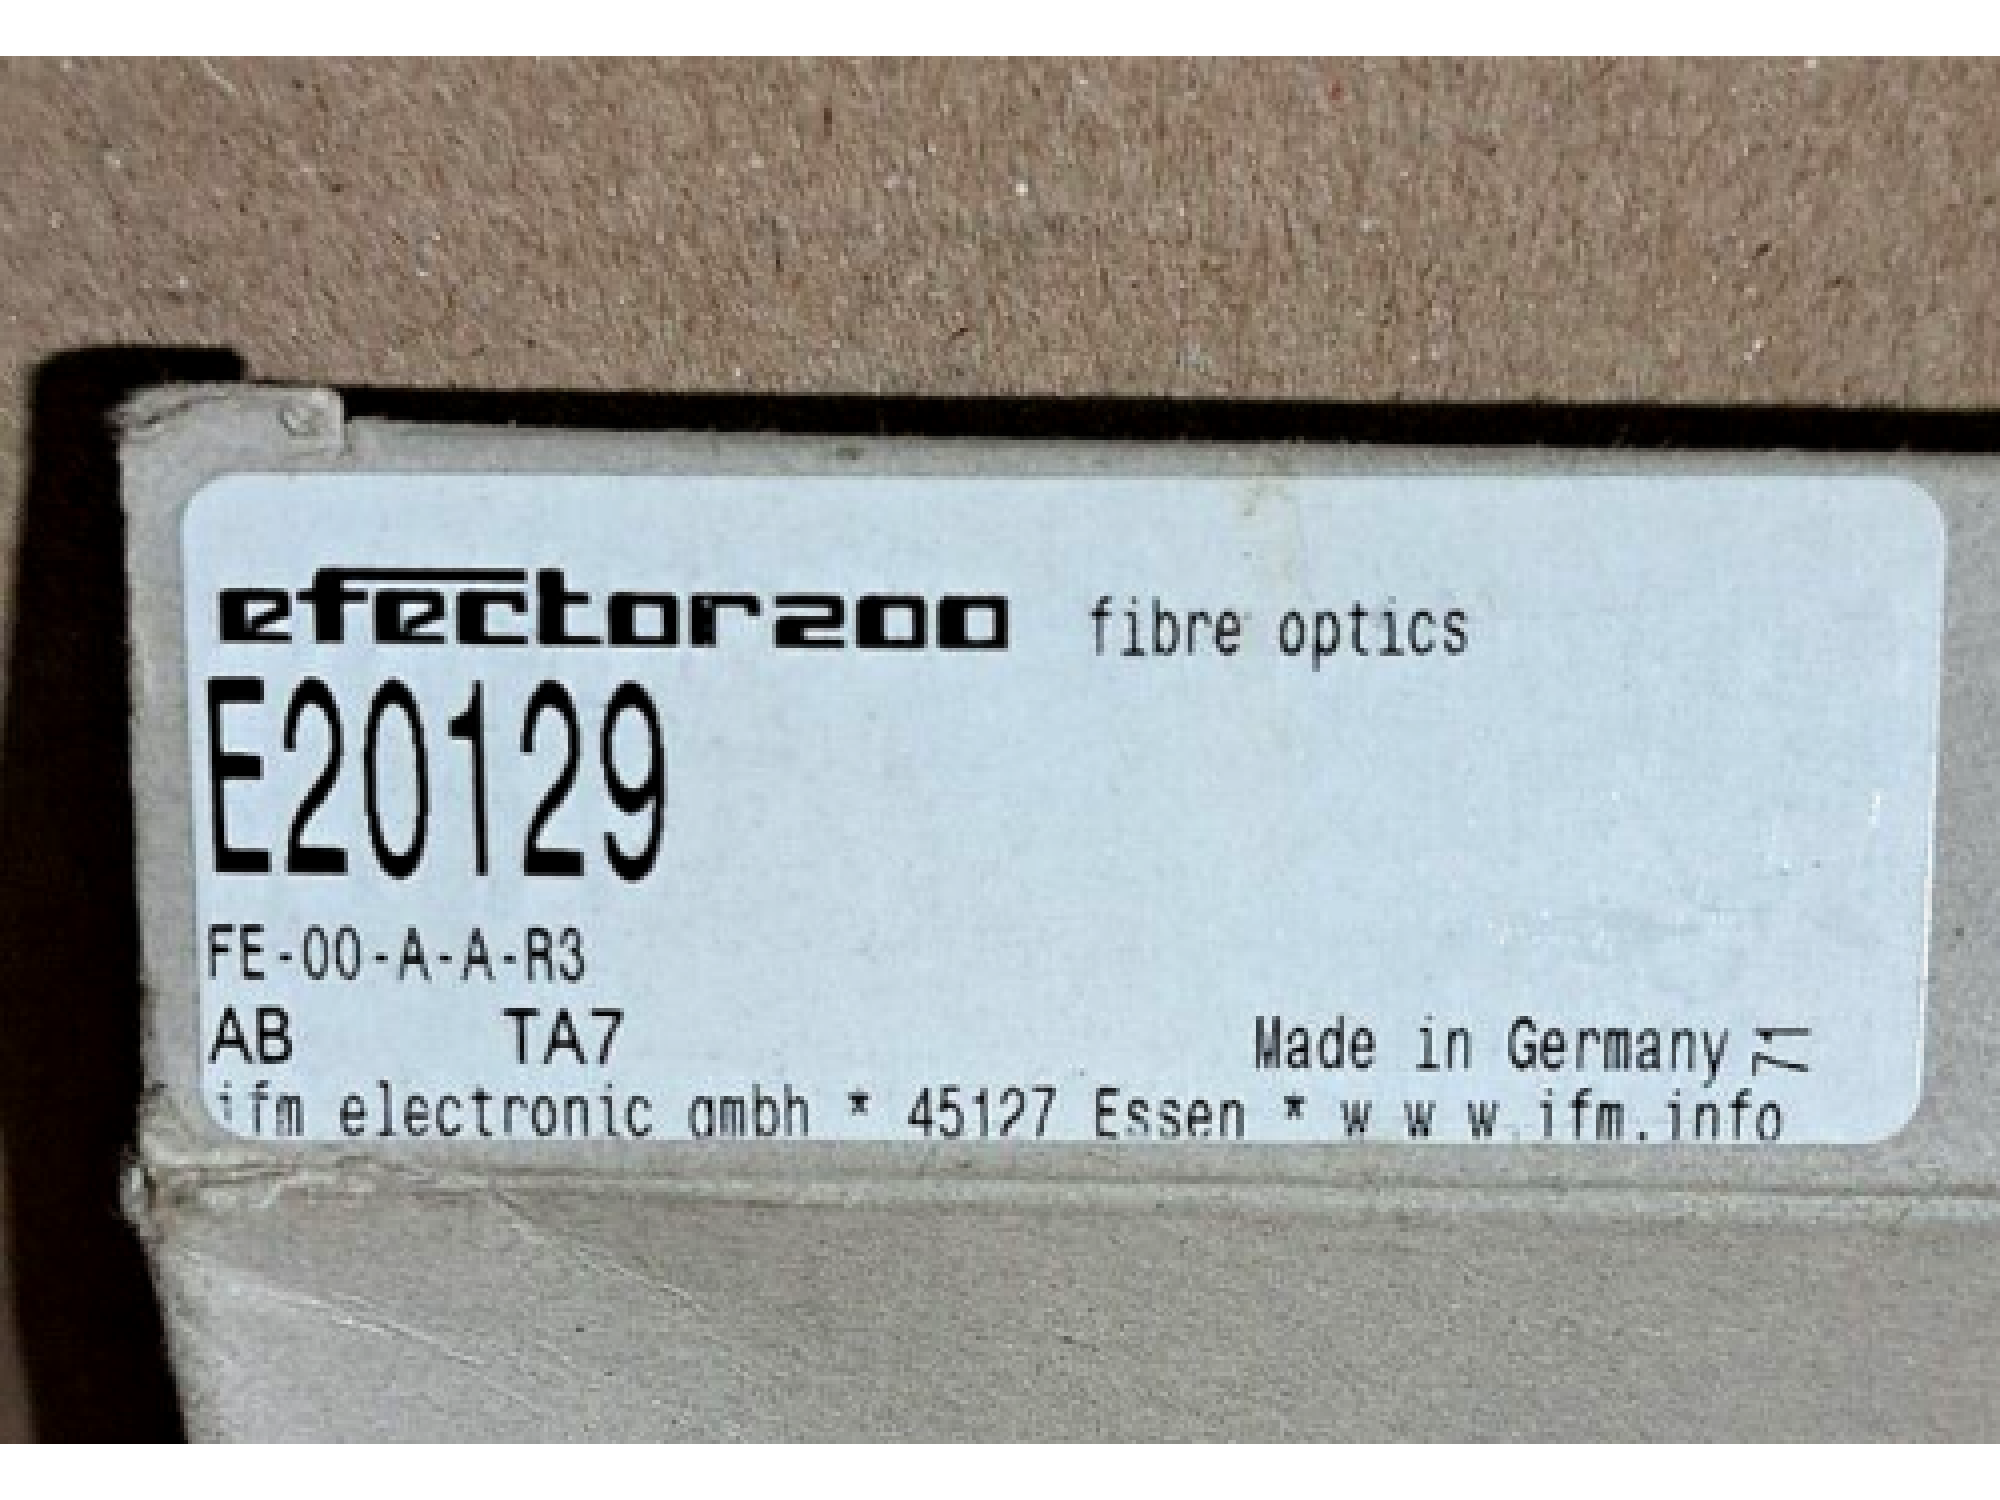 efector200 fibre optics
E20129
FE-00-A-A-R3
AB TA7
Made in Germany 71
ifm electronic gmbh * 45127 Essen * w w w.ifm.info